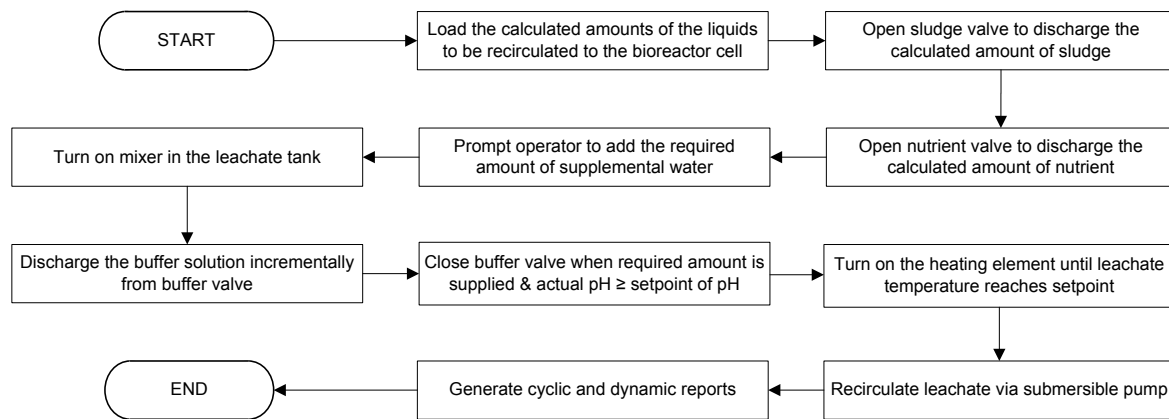 START
Load the calculated amounts of the liquids
to be recirculated to the bioreactor cell
Open sludge valve to discharge the
calculated amount of sludge
Open nutrient valve to discharge the
calculated amount of nutrient
Prompt operator to add the required
amount of supplemental water
Turn on mixer in the leachate tank
Discharge the buffer solution incrementally
from buffer valve
Close buffer valve when required amount is
supplied & actual pH ≥ setpoint of pH
Turn on the heating element until leachate
temperature reaches setpoint
Recirculate leachate via submersible pump
Generate cyclic and dynamic reports
END